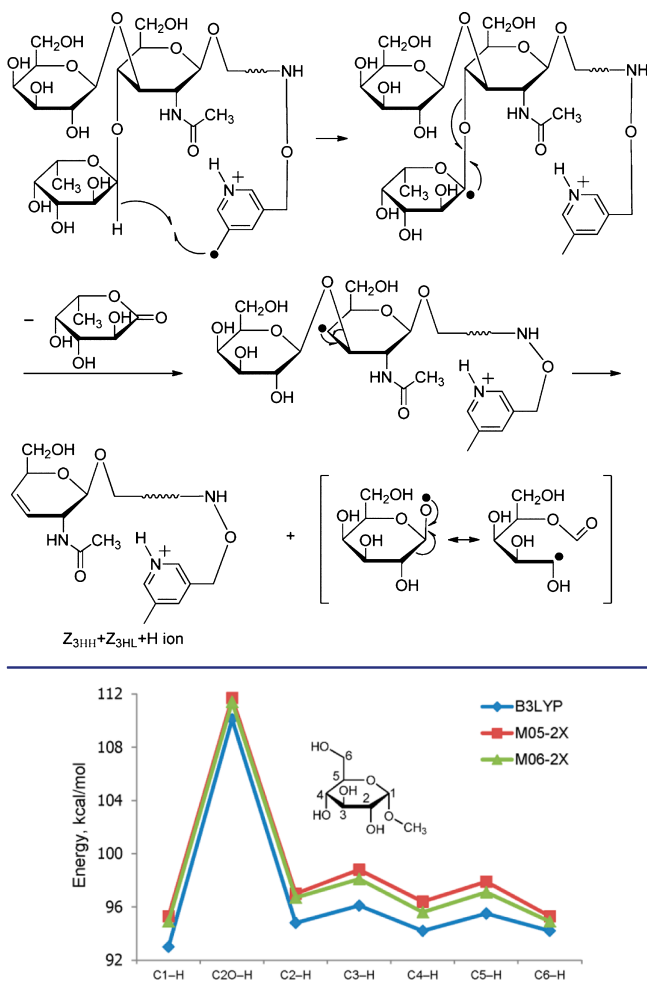 CH₂OH CH₂OH O O O NH
OH O O OH OH HN CH₃ O O
O CH₃ OH OH OH H H N + •
→
CH₂OH CH₂OH O O O NH
OH O O OH OH HN CH₃ O O
O CH₃ OH OH OH • H N +
− O CH₃ OH O OH OH
CH₂OH CH₂OH O O O NH
OH O O OH OH • HN CH₃ O O H N +
CH₂OH O O NH
HN CH₃ O O H N +
+
CH₂OH O O • OH OH OH
CH₂OH O O OH OH • OH
Z₃HH+Z₃HL+H ion
112
108
104
100
96
92
Energy, kcal/mol
B3LYP
M05-2X
M06-2X
HO 6
5 O
4 OH 2 1
HO 3 OH O CH₃
C1–H C2O–H C2–H C3–H C4–H C5–H C6–H